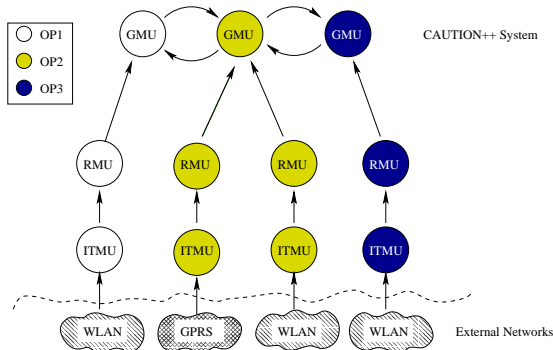 OP1
OP2
OP3
GMU GMU GMU CAUTION++ System
RMU RMU RMU RMU
ITMU ITMU ITMU ITMU
WLAN GPRS WLAN WLAN External Networks